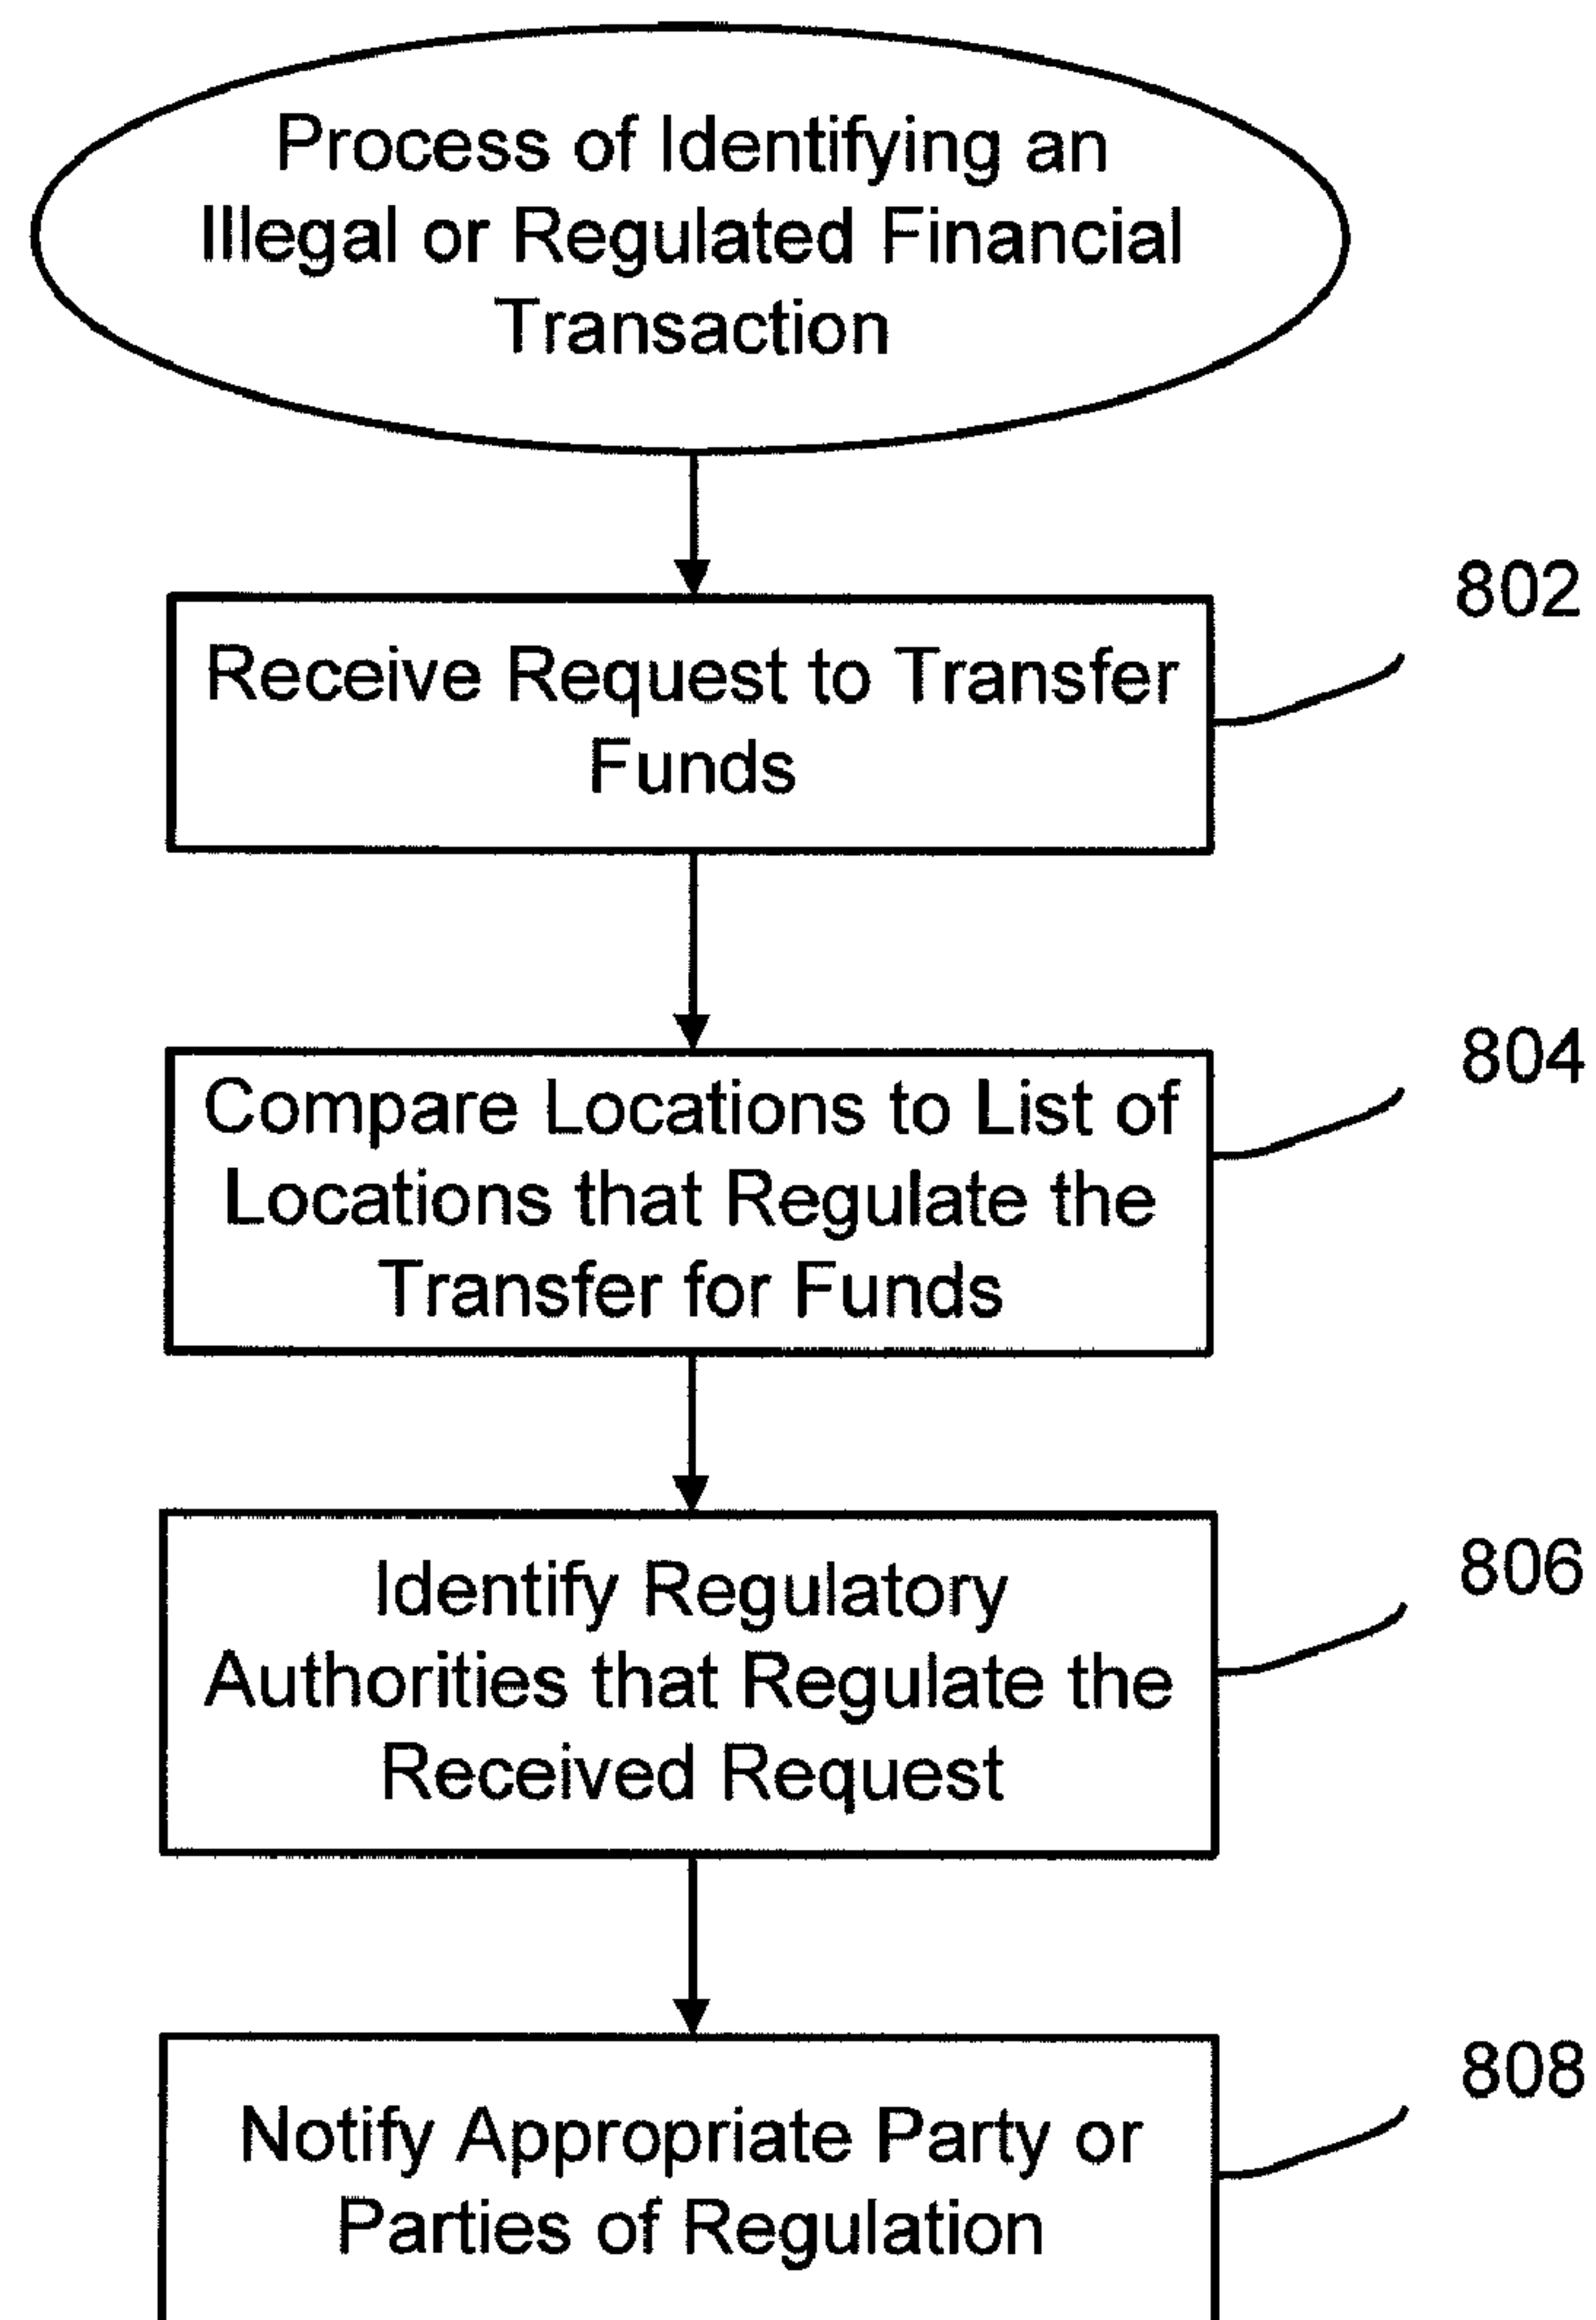 Process of Identifying an
Illegal or Regulated Financial
Transaction
802
Receive Request to Transfer
Funds
804
Compare Locations to List of
Locations that Regulate the
Transfer for Funds
806
Identify Regulatory
Authorities that Regulate the
Received Request
808
Notify Appropriate Party or
Parties of Regulation